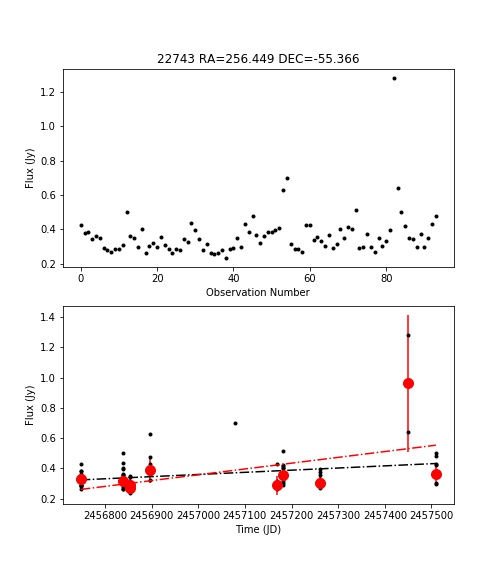 22743 RA=256.449 DEC=-55.366
1.2
1.0
0.8
0.6
0.4
0.2
Flux (Jy)
0 20 40 60 80
Observation Number
1.4
1.2
1.0
0.8
0.6
0.4
0.2
Flux (Jy)
2456800 2456900 2457000 2457100 2457200 2457300 2457400 2457500
Time (JD)